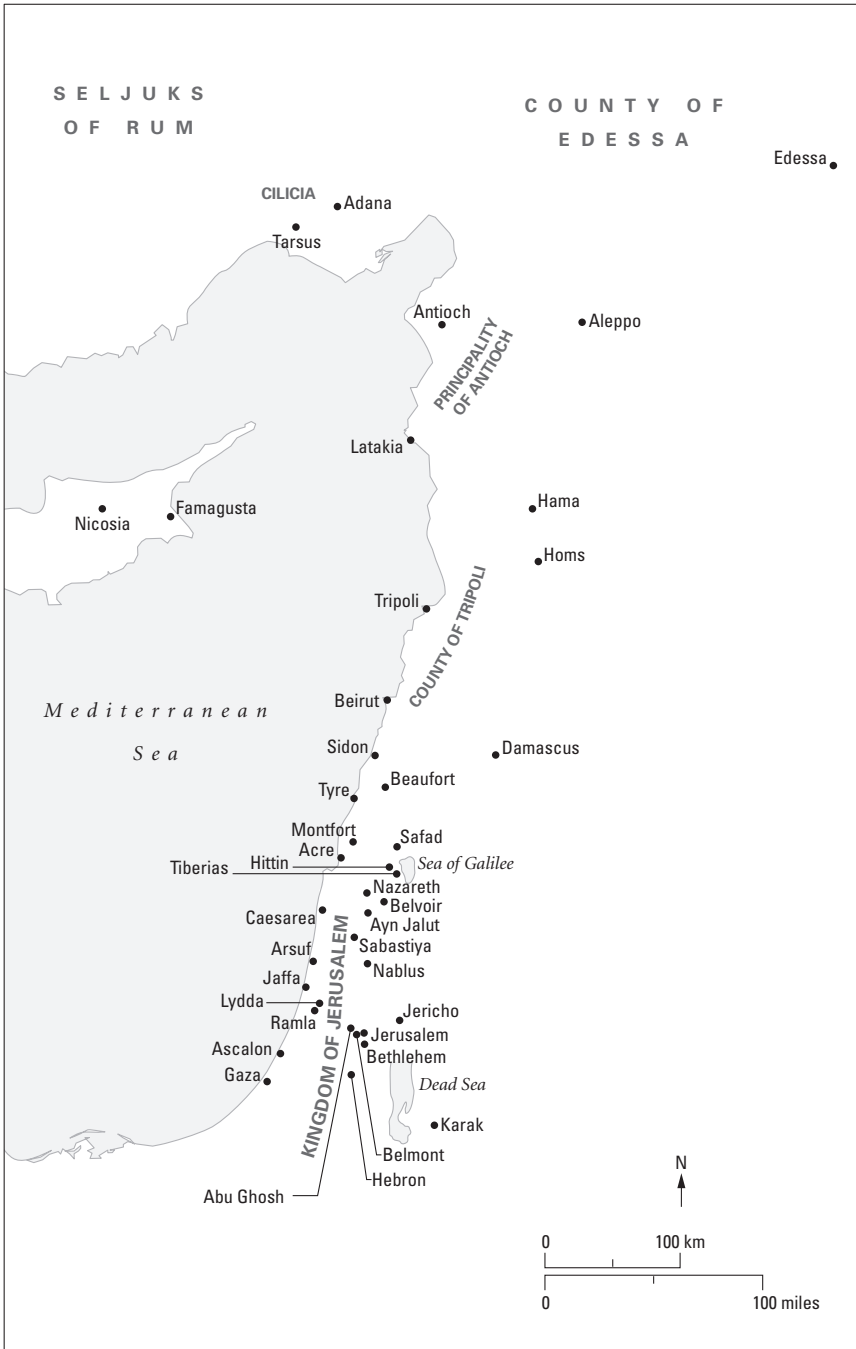 SELJUKS
OF RUM
COUNTY OF
EDESSA
Edessa
CILICIA
Adana
Tarsus
Antioch
Aleppo
PRINCIPALITY
OF ANTIOCH
Latakia
Hama
Nicosia
Famagusta
Homs
Tripoli
COUNTY OF TRIPOLI
Beirut
Mediterranean
Sea
Sidon
Damascus
Beaufort
Tyre
Montfort
Safad
Acre
Hittin
Sea of Galilee
Tiberias
Nazareth
Belvoir
Caesarea
Ayn Jalut
KINGDOM OF JERUSALEM
Sabastiya
Arsuf
Nablus
Jaffa
Lydda
Jericho
Ramla
Jerusalem
Ascalon
Bethlehem
Gaza
Dead Sea
Karak
Belmont
Hebron
Abu Ghosh
N
0 100 km
0 100 miles